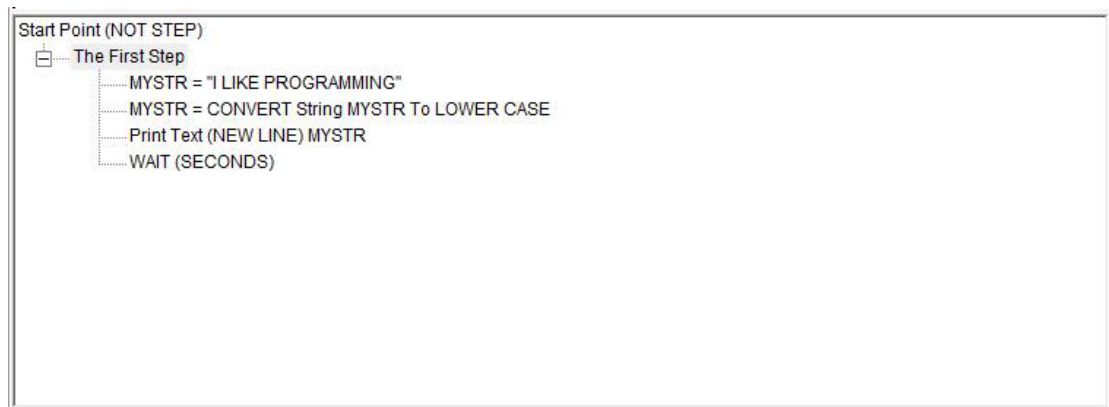 Start Point (NOT STEP)
The First Step
MYSTR = "I LIKE PROGRAMMING"
MYSTR = CONVERT String MYSTR To LOWER CASE
Print Text (NEW LINE) MYSTR
WAIT (SECONDS)